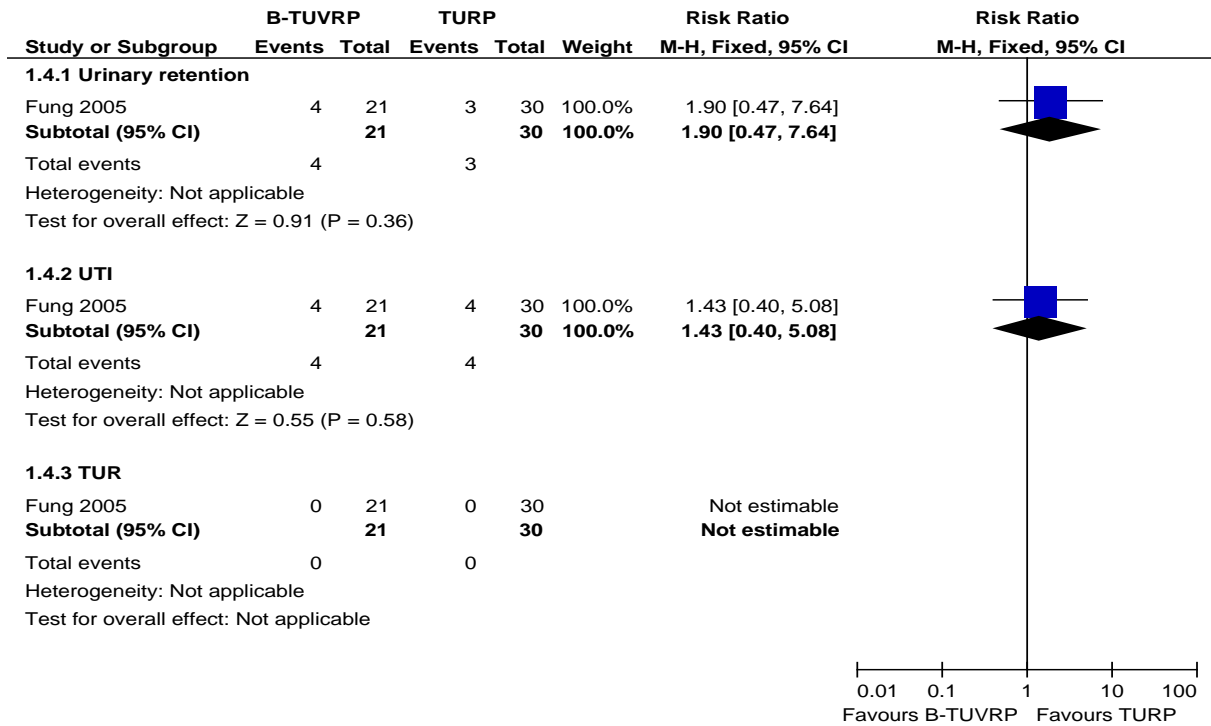 B-TUVRP TURP Risk Ratio Risk Ratio
Study or Subgroup Events Total Events Total Weight M-H, Fixed, 95% CI M-H, Fixed, 95% CI
1.4.1 Urinary retention
Fung 2005 4 21 3 30 100.0% 1.90 [0.47, 7.64]
Subtotal (95% CI) 21 30 100.0% 1.90 [0.47, 7.64]
Total events 4 3
Heterogeneity: Not applicable
Test for overall effect: Z = 0.91 (P = 0.36)
1.4.2 UTI
Fung 2005 4 21 4 30 100.0% 1.43 [0.40, 5.08]
Subtotal (95% CI) 21 30 100.0% 1.43 [0.40, 5.08]
Total events 4 4
Heterogeneity: Not applicable
Test for overall effect: Z = 0.55 (P = 0.58)
1.4.3 TUR
Fung 2005 0 21 0 30 Not estimable
Subtotal (95% CI) 21 30 Not estimable
Total events 0 0
Heterogeneity: Not applicable
Test for overall effect: Not applicable
0.01 0.1 1 10 100
Favours B-TUVRP Favours TURP